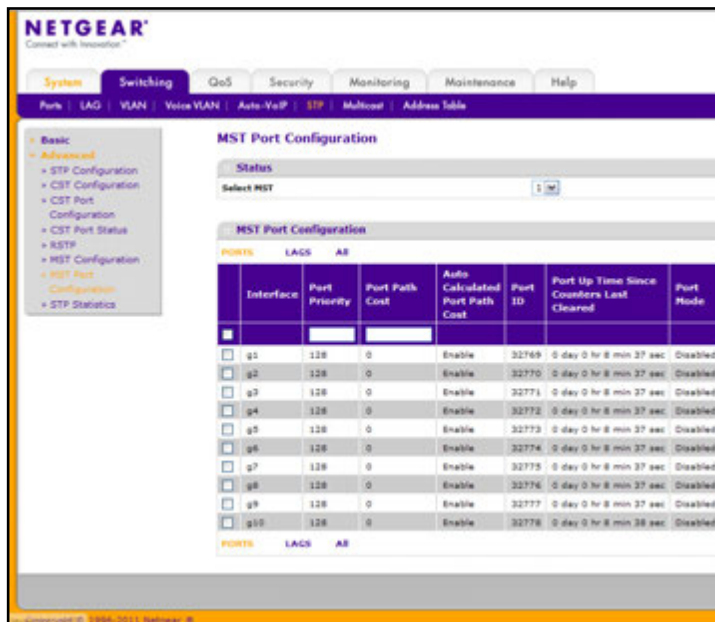 NETGEAR®
Connect with Innovation™
System Switching QoS Security Monitoring Maintenance Help
Ports | LAG | VLAN | Voice VLAN | Auto-VoIP | STP | Multicast | Address Table
Basic
Advanced
» STP Configuration
» CST Configuration
» CST Port
Configuration
» CST Port Status
» RSTP
» MST Configuration
» MST Port
Configuration
» STP Statistics
MST Port Configuration
Status
Select MST 1
MST Port Configuration
PORTS LAGS All
Interface Port Priority Port Path Cost Auto Calculated Port Path Cost Port ID Port Up Time Since Counters Last Cleared Port Mode
g1 128 0 Enable 32769 0 day 0 hr 8 min 37 sec Disabled
g2 128 0 Enable 32770 0 day 0 hr 8 min 37 sec Disabled
g3 128 0 Enable 32771 0 day 0 hr 8 min 37 sec Disabled
g4 128 0 Enable 32772 0 day 0 hr 8 min 37 sec Disabled
g5 128 0 Enable 32773 0 day 0 hr 8 min 37 sec Disabled
g6 128 0 Enable 32774 0 day 0 hr 8 min 37 sec Disabled
g7 128 0 Enable 32775 0 day 0 hr 8 min 37 sec Disabled
g8 128 0 Enable 32776 0 day 0 hr 8 min 37 sec Disabled
g9 128 0 Enable 32777 0 day 0 hr 8 min 37 sec Disabled
g10 128 0 Enable 32778 0 day 0 hr 8 min 38 sec Disabled
PORTS LAGS All
Copyright © 1996-2011 Netgear ®